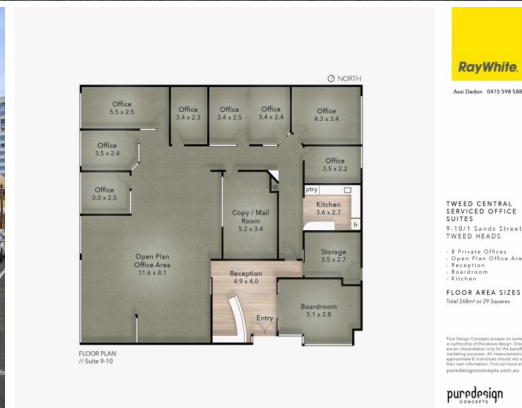 NORTH
Office
5.5 x 2.5
Office
3.4 x 2.3
Office
3.4 x 2.5
Office
3.4 x 2.4
Office
4.3 x 3.4
Office
3.5 x 2.4
Office
3.5 x 2.2
Office
3.0 x 2.5
ptry
Kitchen
3.6 x 2.7
fr
Copy / Mail
Room
5.2 x 3.4
Open Plan
Office Area
11.6 x 8.1
Storage
3.5 x 2.7
Reception
4.9 x 4.0
Boardroom
5.1 x 2.8
Entry
FLOOR PLAN
// Suite 9-10
RayWhite.
Assi Dadon 0415 598 588
TWEED CENTRAL
SERVICED OFFICE
SUITES
9-10/1 Sands Street
TWEED HEADS
- 8 Private Offices
- Open Plan Office Are
- Reception
- Boardroom
- Kitchen
FLOOR AREA SIZES
Total 268m² or 29 Squares
puredesignconcepts.com.au
puredesign
CONCEPTS